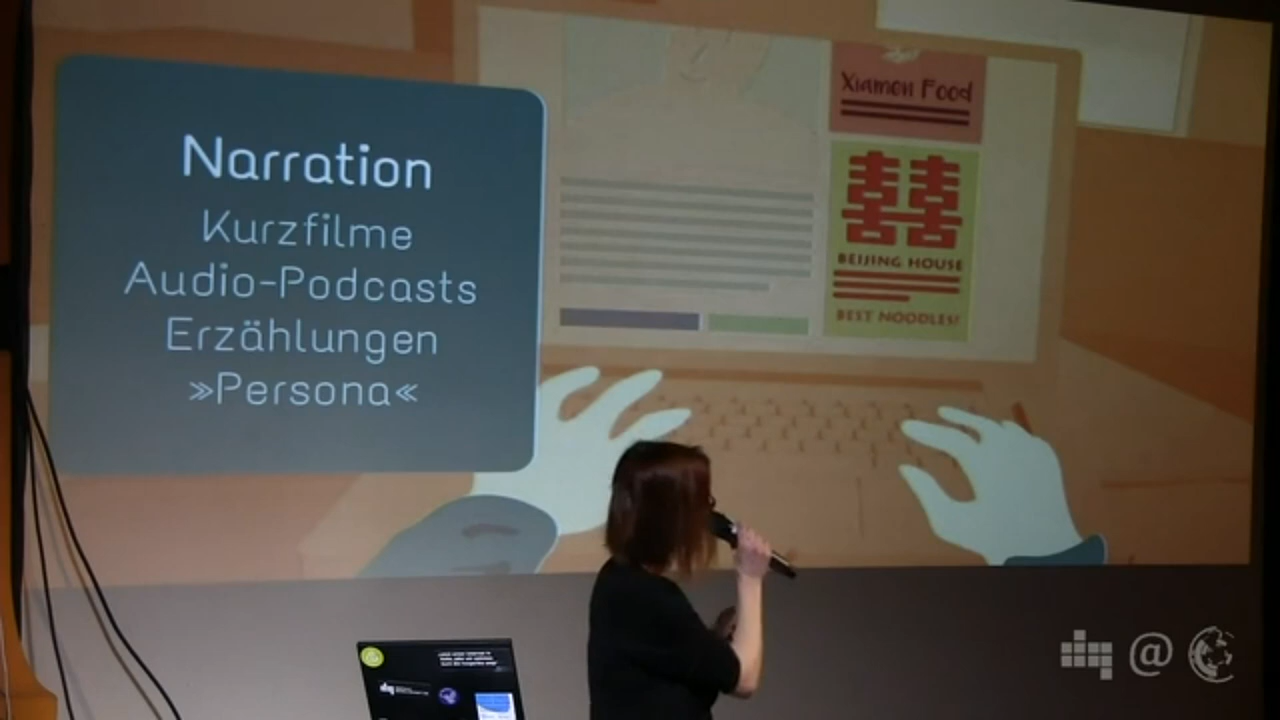 Narration
Kurzfilme
Audio-Podcasts
Erzählungen
»Persona«
Xiamen Food
囍
BEIJING HOUSE
BEST NOODLES!
@